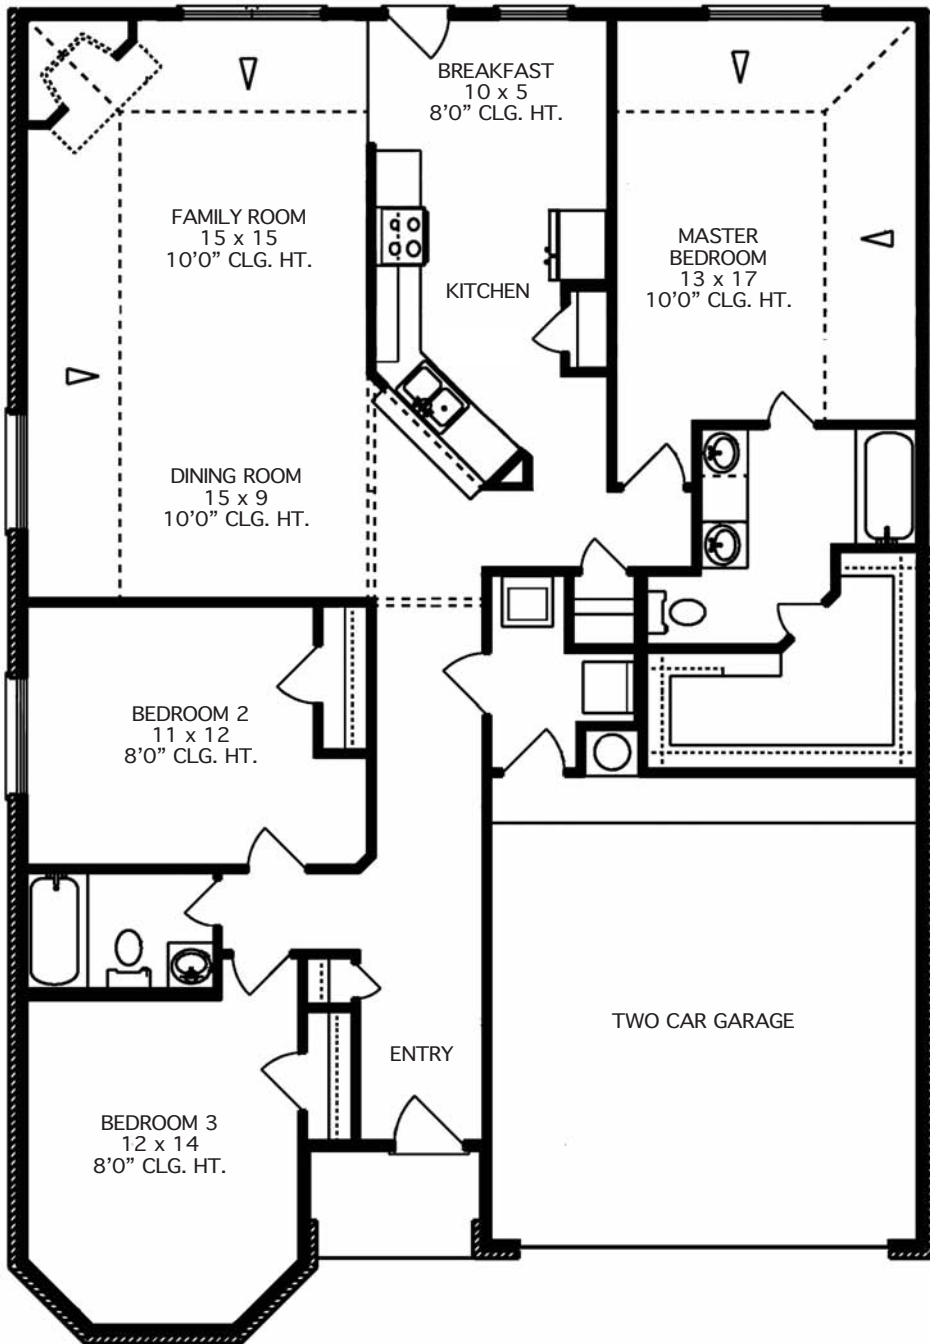 BREAKFAST
10 x 5
8'0" CLG. HT.
FAMILY ROOM
15 x 15
10'0" CLG. HT.
MASTER
BEDROOM
13 x 17
10'0" CLG. HT.
KITCHEN
DINING ROOM
15 x 9
10'0" CLG. HT.
BEDROOM 2
11 x 12
8'0" CLG. HT.
TWO CAR GARAGE
ENTRY
BEDROOM 3
12 x 14
8'0" CLG. HT.